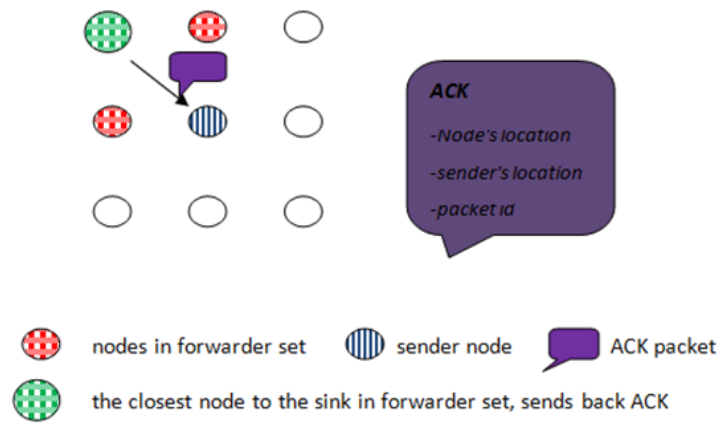 ACK
-Node's location
-sender's location
-packet id
nodes in forwarder set
sender node
ACK packet
the closest node to the sink in forwarder set, sends back ACK